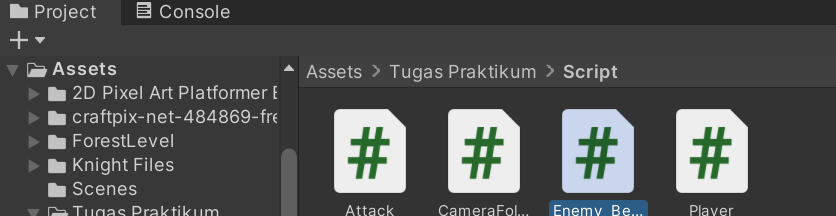 Project
Console
Assets
2D Pixel Art Platformer
craftpix-net-484869-fre
ForestLevel
Knight Files
Scenes
Tugas Praktikum
Assets > Tugas Praktikum > Script
Attack
CameraFol...
Enemy_Be...
Player